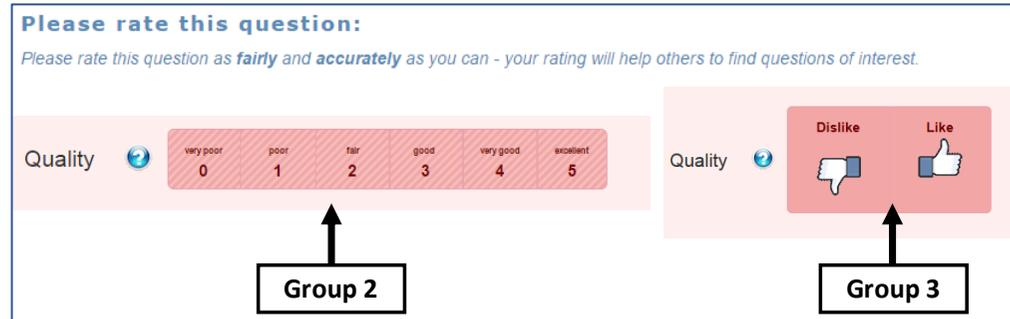 Please rate this question:
Please rate this question as fairly and accurately as you can - your rating will help others to find questions of interest.
Quality ? very poor poor fair good very good excellent
0 1 2 3 4 5
Dislike Like
Quality ?
Group 2
Group 3